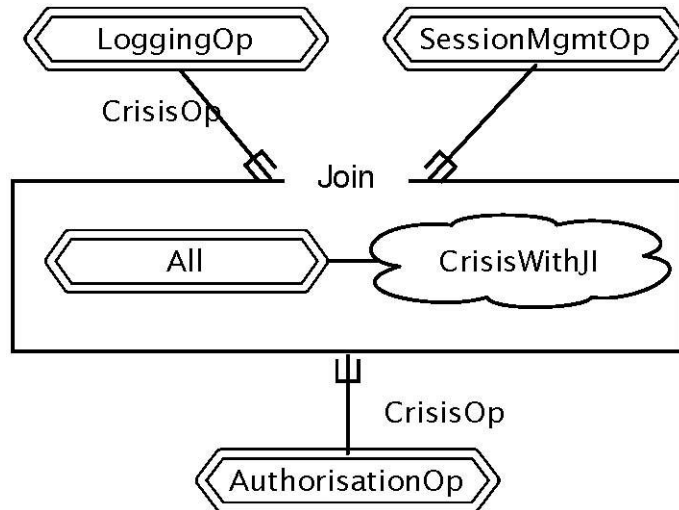 LoggingOp
SessionMgmtOp
CrisisOp
Join
All
CrisisWithJI
CrisisOp
AuthorisationOp